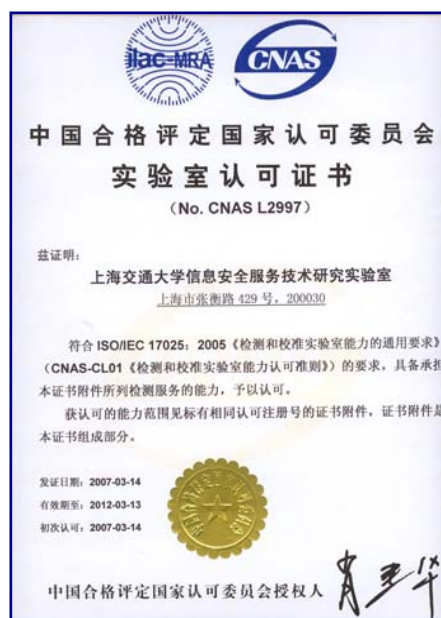 ilac-MRA
CNAS
中国合格评定国家认可委员会
实验室认可证书
（No. CNAS L2997）
兹证明：
上海交通大学信息安全服务技术研究实验室
上海市张衡路 429 号，200030
符合 ISO/IEC 17025：2005《检测和校准实验室能力的通用要求》
（CNAS-CL01《检测和校准实验室能力认可准则》）的要求，具备承担
本证书附件所列检测服务的能力，予以认可。
获认可的能力范围见标有相同认可注册号的证书附件，证书附件是
本证书组成部分。
发证日期：2007-03-14
有效期至：2012-03-13
初次认可：2007-03-14
中国合格评定国家认可委员会授权人